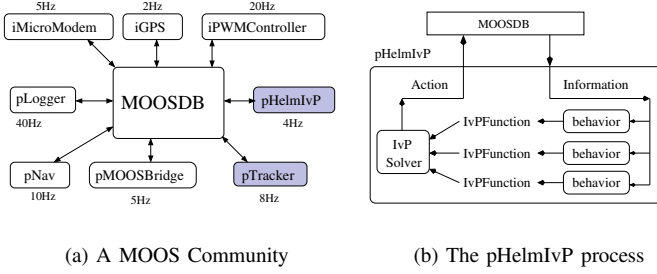 5Hz
2Hz
20Hz
iMicroModem
iGPS
iPWMController
pLogger
MOOSDB
pHelmIvP
40Hz
4Hz
pNav
pMOOSBridge
pTracker
10Hz
5Hz
8Hz
(a) A MOOS Community
MOOSDB
pHelmIvP
Action
Information
IvP
Solver
IvPFunction
behavior
IvPFunction
behavior
IvPFunction
behavior
(b) The pHelmIvP process